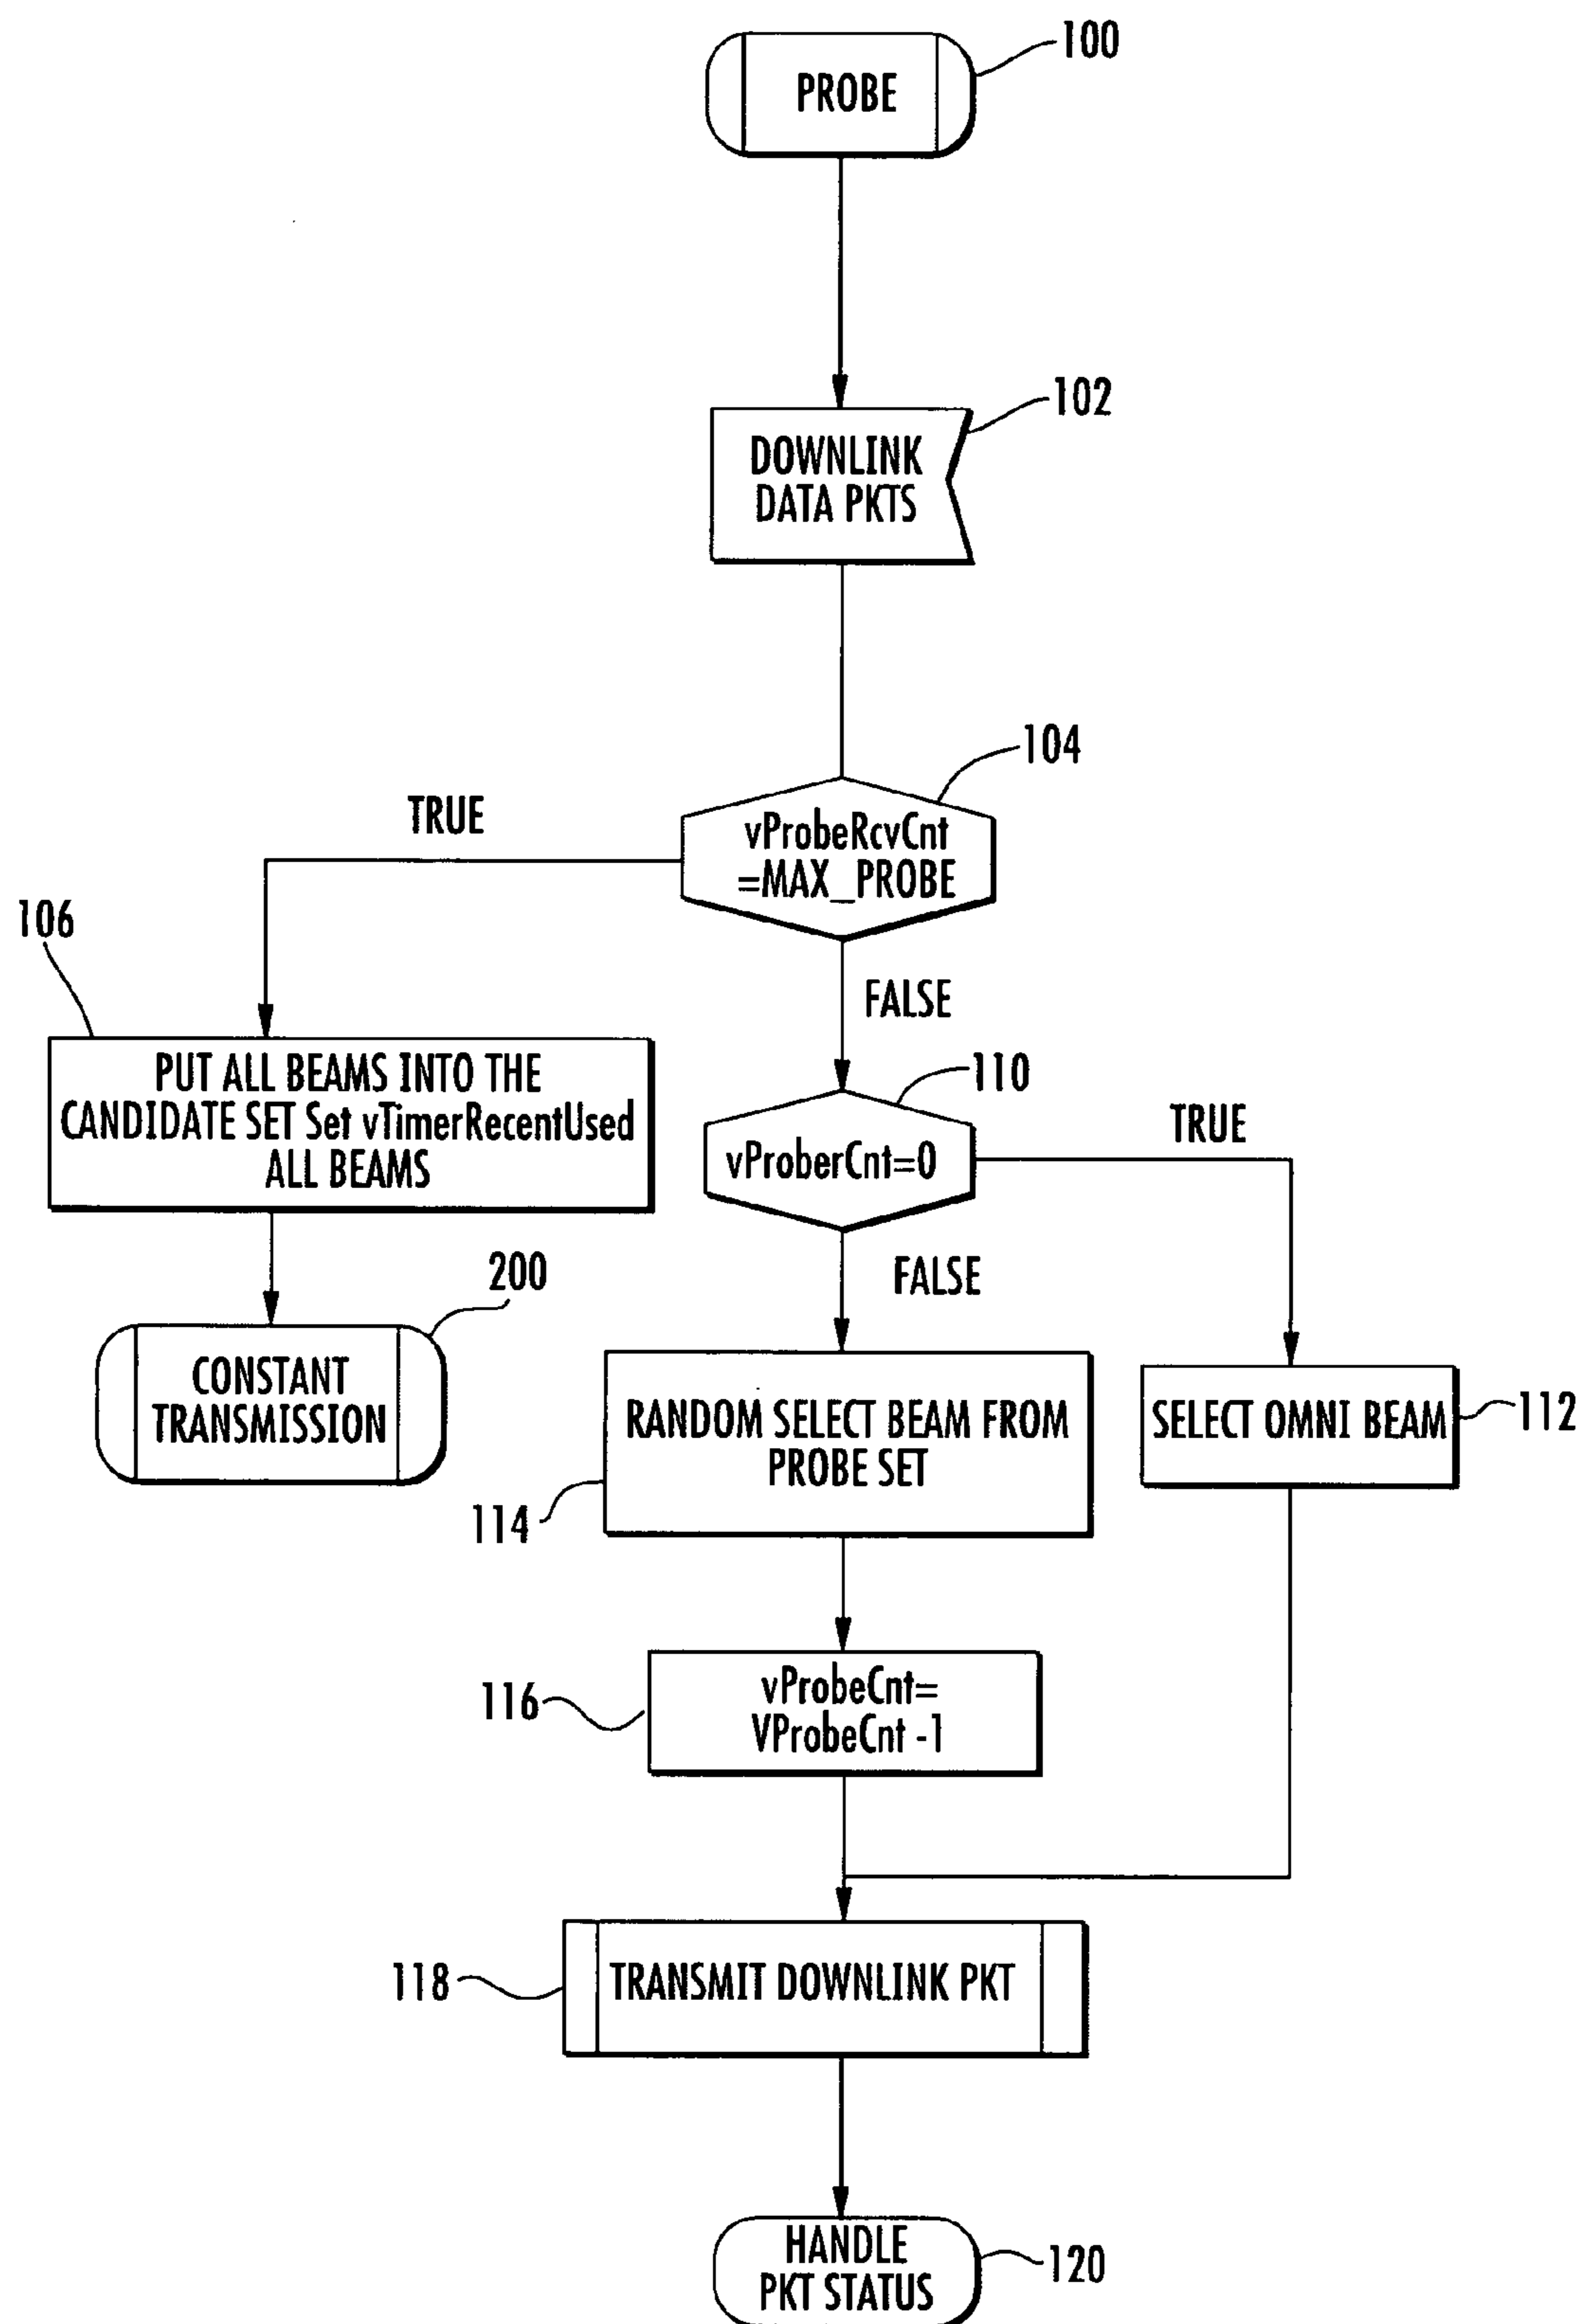 100
PROBE
102
DOWNLINK
DATA PKTS
104
TRUE
vProbeRcvCnt
=MAX_PROBE
106
FALSE
PUT ALL BEAMS INTO THE
CANDIDATE SET Set vTimerRecentUsed
ALL BEAMS
110
TRUE
vProberCnt=0
200
FALSE
CONSTANT
TRANSMISSION
RANDOM SELECT BEAM FROM
PROBE SET
SELECT OMNI BEAM
112
114
116
vProbeCnt=
VProbeCnt -1
118
TRANSMIT DOWNLINK PKT
HANDLE
PKT STATUS
120